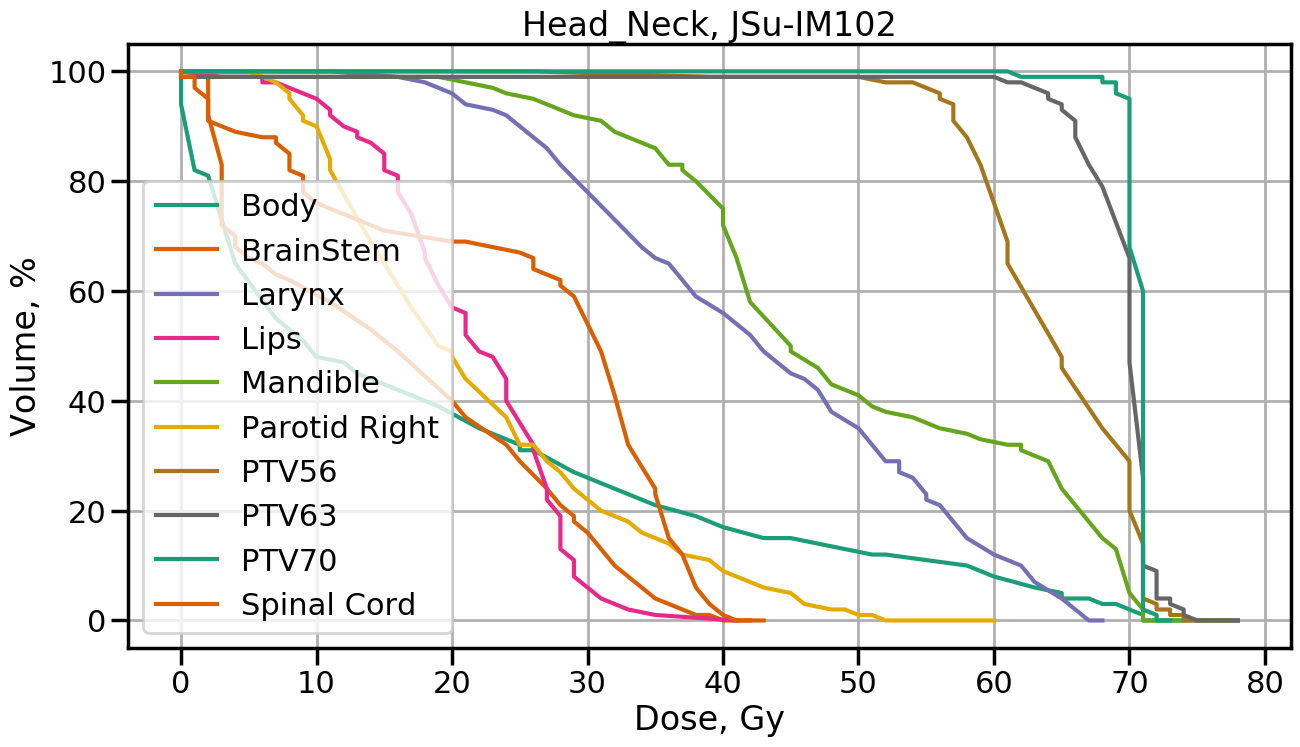 Head_Neck, JSu-IM102
Volume, %
100
80
60
40
20
0
Body
BrainStem
Larynx
Lips
Mandible
Parotid Right
PTV56
PTV63
PTV70
Spinal Cord
0 10 20 30 40 50 60 70 80
Dose, Gy